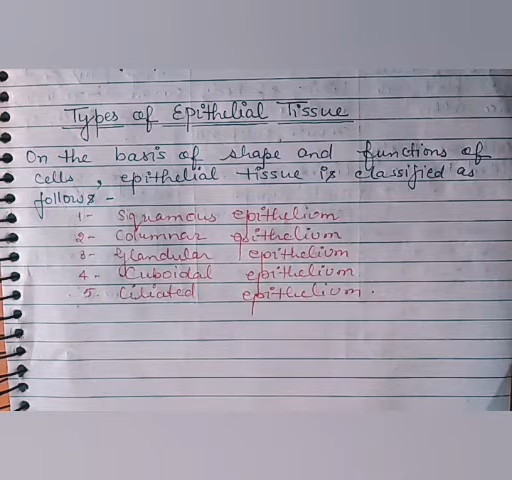 Types of Epithelial Tissue
On the basis of shape and functions of
cells, epithelial tissue is classified as
follows -
1- Squamous epithelium
2- Columnar epithelium
3- Glandular epithelium
4- Cuboidal epithelium
5- Ciliated epithelium.